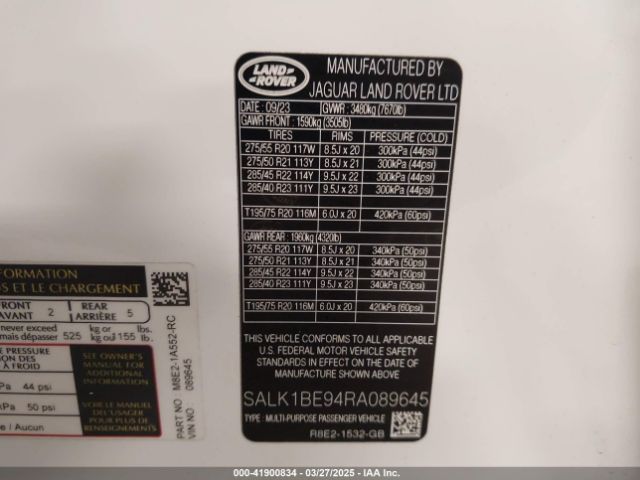 LAND
ROVER
MANUFACTURED BY
JAGUAR LAND ROVER LTD
DATE : 09/23 GVWR : 3480kg (7670lb)
GAWR FRONT : 1590kg (3505lb)
TIRES RIMS PRESSURE (COLD)
275/55 R20 117W 8.5J x 20 300kPa (44psi)
275/50 R21 113Y 8.5J x 21 300kPa (44psi)
285/45 R22 114Y 9.5J x 22 300kPa (44psi)
285/40 R23 111Y 9.5J x 23 300kPa (44psi)
T195/75 R20 116M 6.0J x 20 420kPa (60psi)
GAWR REAR : 1960kg (4320lb)
275/55 R20 117W 8.5J x 20 340kPa (50psi)
275/50 R21 113Y 8.5J x 21 340kPa (50psi)
285/45 R22 114Y 9.5J x 22 340kPa (50psi)
285/40 R23 111Y 9.5J x 23 340kPa (50psi)
T195/75 R20 116M 6.0J x 20 420kPa (60psi)
THIS VEHICLE CONFORMS TO ALL APPLICABLE
U.S. FEDERAL MOTOR VEHICLE SAFETY
STANDARDS IN EFFECT ON THE DATE OF
MANUFACTURE SHOWN ABOVE
SALK1BE94RA089645
TYPE : MULTI-PURPOSE PASSENGER VEHICLE
R8E2-1532-GB
FORMATION
S ET LE CHARGEMENT
FRONT 2 REAR 5
AVANT ARRIÈRE
never exceed 525 kg or 155 lbs.
mais dépasser kg ou lb.
PRESSURE
ION DES
À FROID
Pa 44 psi
kPa 50 psi
e / Aucun
SEE OWNER'S
MANUAL FOR
ADDITIONAL
INFORMATION
VOIR LE MANUEL
DE L'USAGER
POUR PLUS DE
RENSEIGNEMENTS
M8E2-1A552-RC
VIN NO : 089645
000-41900834 — 03/27/2025 — IAA Inc.